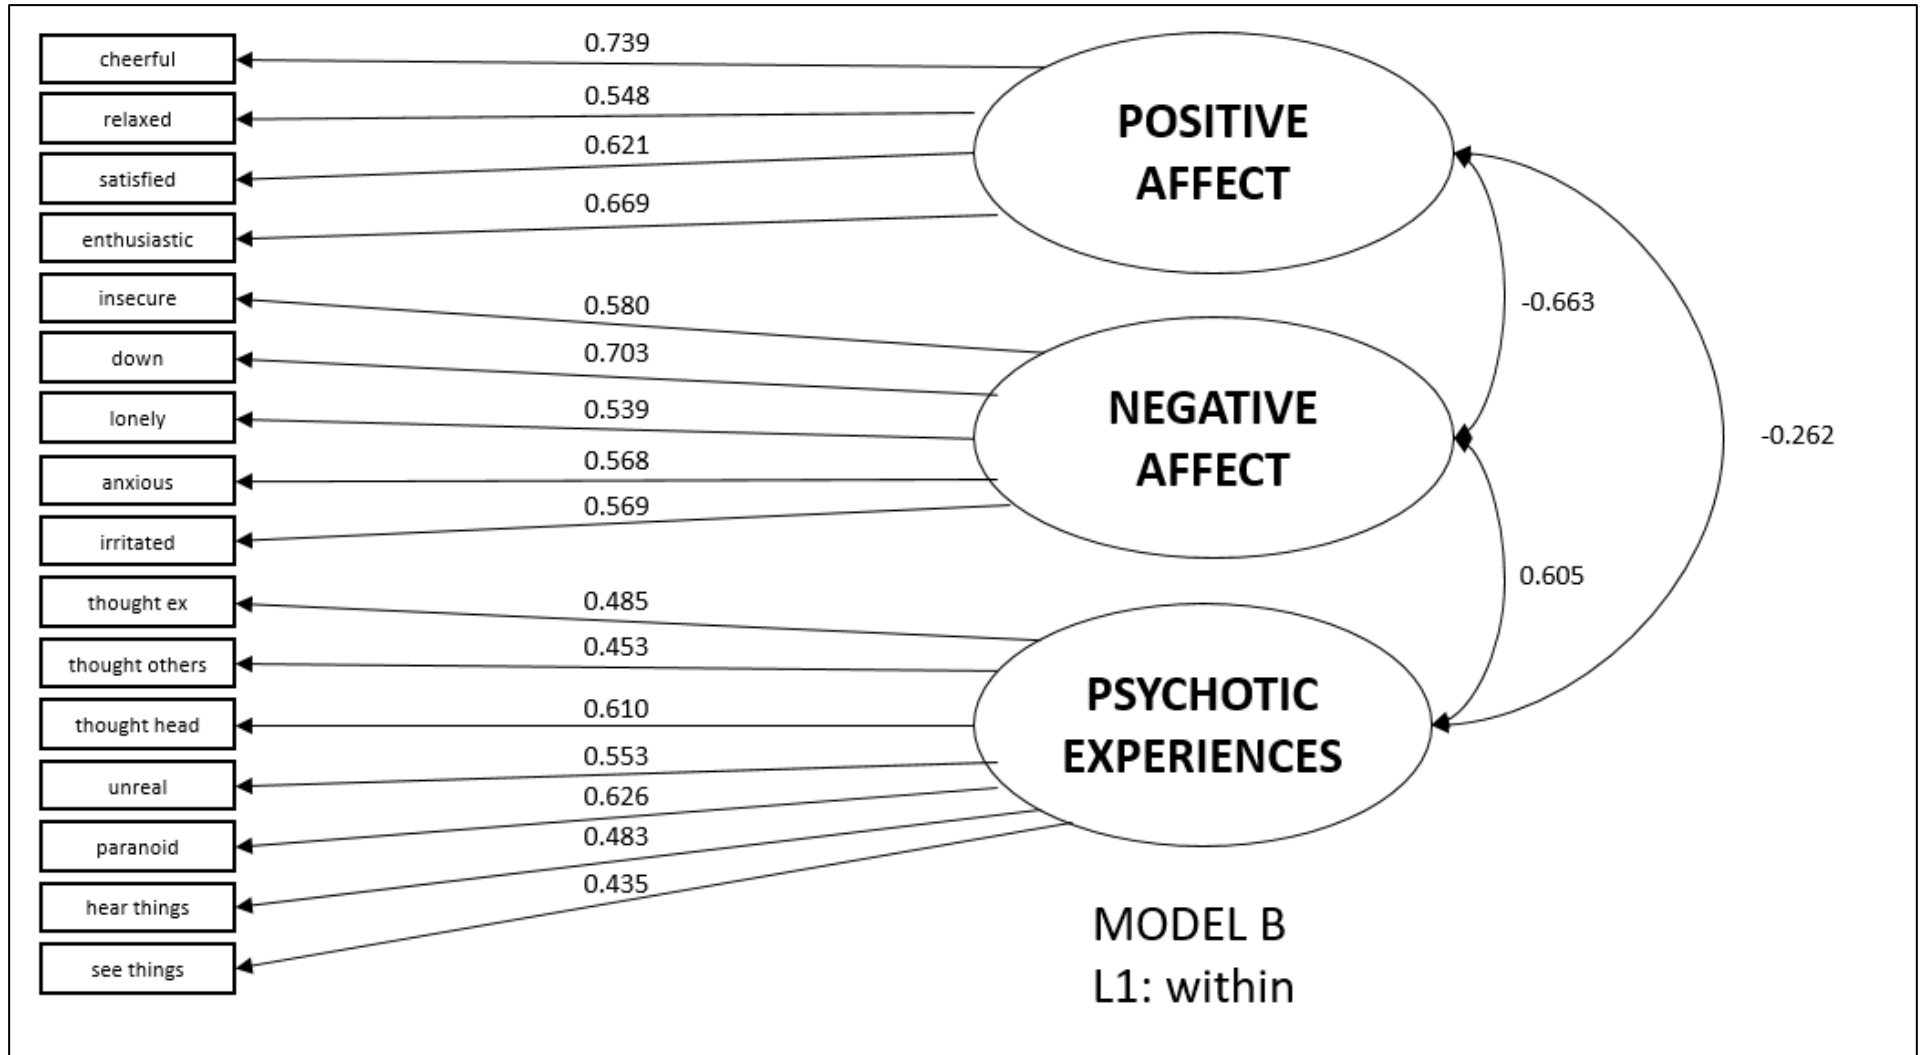 cheerful
0.739
relaxed
0.548
satisfied
0.621
enthusiastic
0.669
POSITIVE
AFFECT
insecure
0.580
down
0.703
lonely
0.539
anxious
0.568
irritated
0.569
NEGATIVE
AFFECT
-0.663
-0.262
0.605
thought ex
0.485
thought others
0.453
thought head
0.610
unreal
0.553
paranoid
0.626
hear things
0.483
see things
0.435
PSYCHOTIC
EXPERIENCES
MODEL B
L1: within